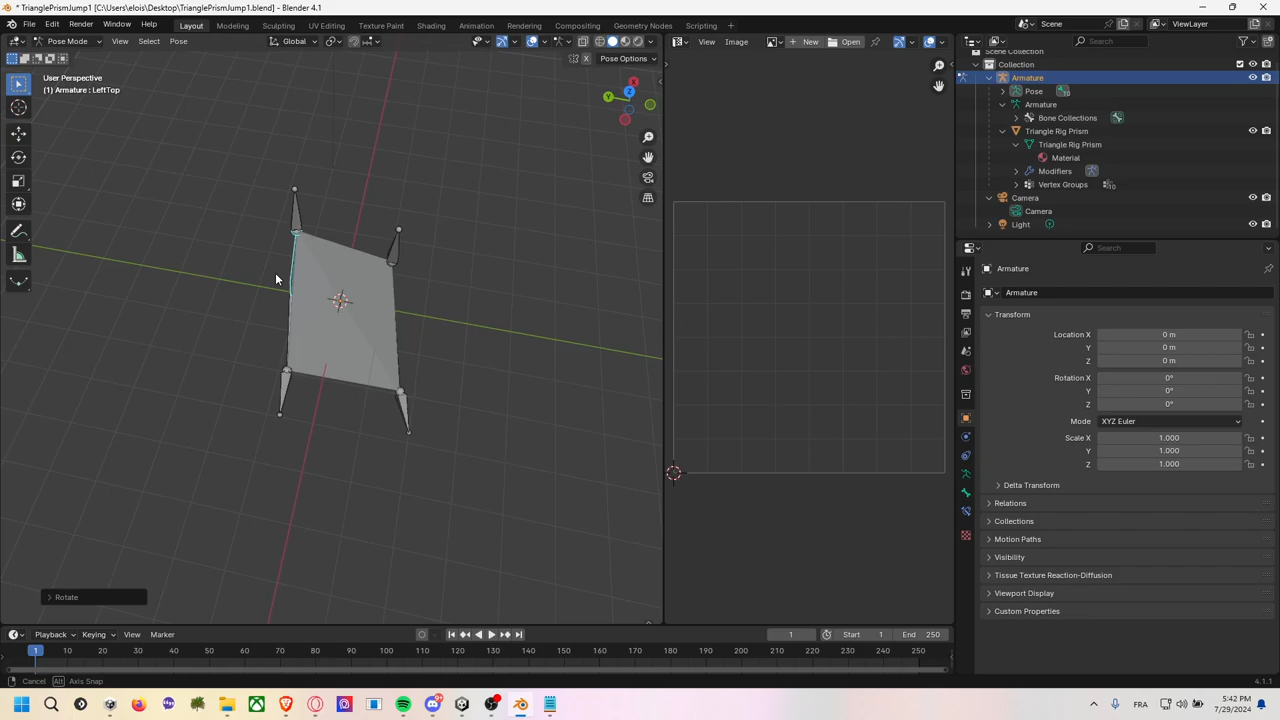 * TrianglePrismJump1 [C:\Users\elois\Desktop\TrianglePrismJump1.blend] - Blender 4.1
File Edit Render Window Help Layout Modeling Sculpting UV Editing Texture Paint Shading Animation Rendering Compositing Geometry Nodes Scripting + Scene ViewLayer
Pose Mode View Select Pose Global View Image New Open Search
X Pose Options
User Perspective
(1) Armature : LeftTop
X
Y
Z
Scene Collection
Collection
Armature
Pose 10
Armature
Bone Collections
Triangle Rig Prism
Triangle Rig Prism
Material
Modifiers
Vertex Groups 10
Camera
Camera
Light
Search
Armature
Armature
Transform
Location X 0 m
Y 0 m
Z 0 m
Rotation X 0°
Y 0°
Z 0°
Mode XYZ Euler
Scale X 1.000
Y 1.000
Z 1.000
Delta Transform
Relations
Collections
Motion Paths
Visibility
Tissue Texture Reaction-Diffusion
Viewport Display
Custom Properties
Rotate
Playback Keying View Marker 1 Start 1 End 250
1 10 20 30 40 50 60 70 80 90 100 110 120 130 140 150 160 170 180 190 200 210 220 230 240 250
Cancel Alt Axis Snap 4.1.1
FRA
5:42 PM
7/29/2024